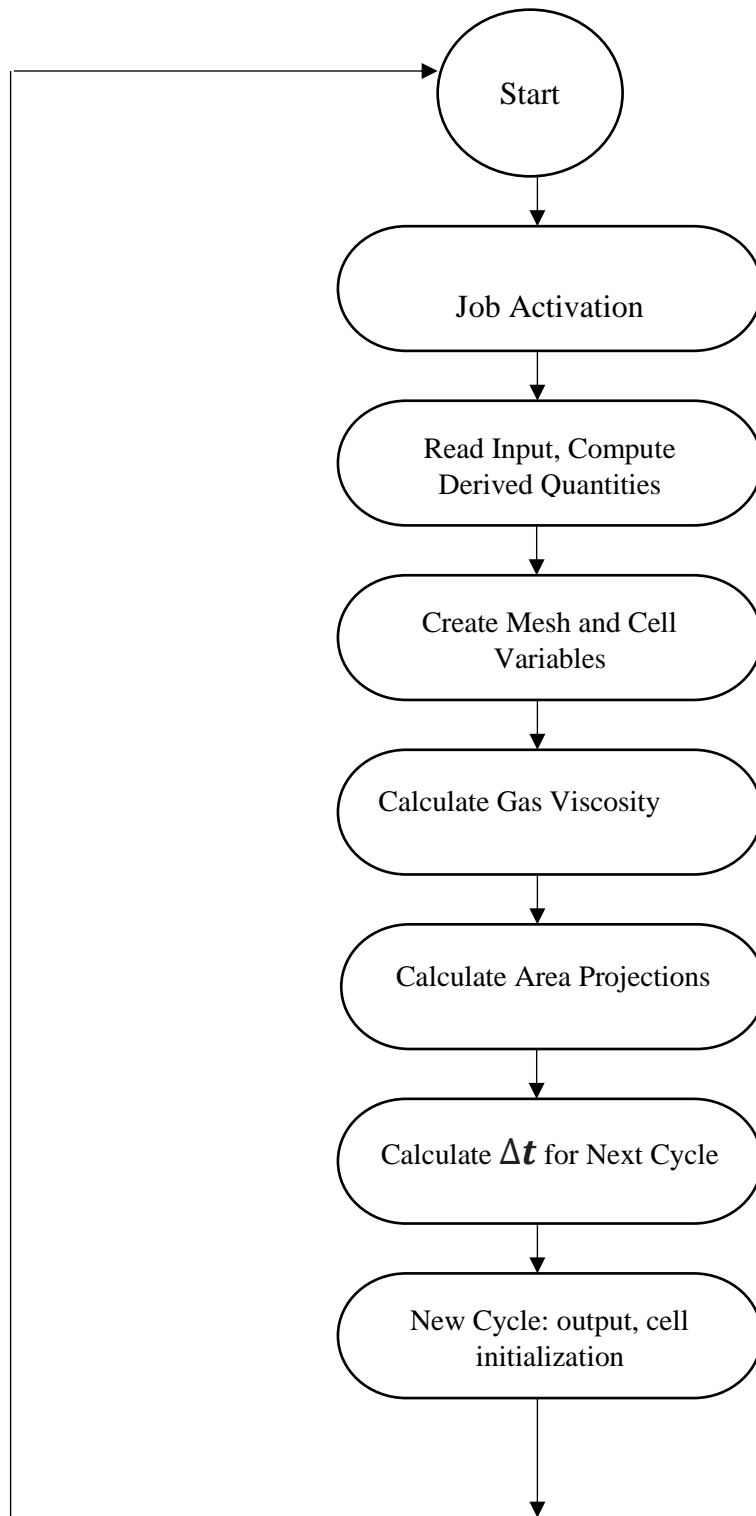 Start
Job Activation
Read Input, Compute
Derived Quantities
Create Mesh and Cell
Variables
Calculate Gas Viscosity
Calculate Area Projections
Calculate Δt for Next Cycle
New Cycle: output, cell
initialization